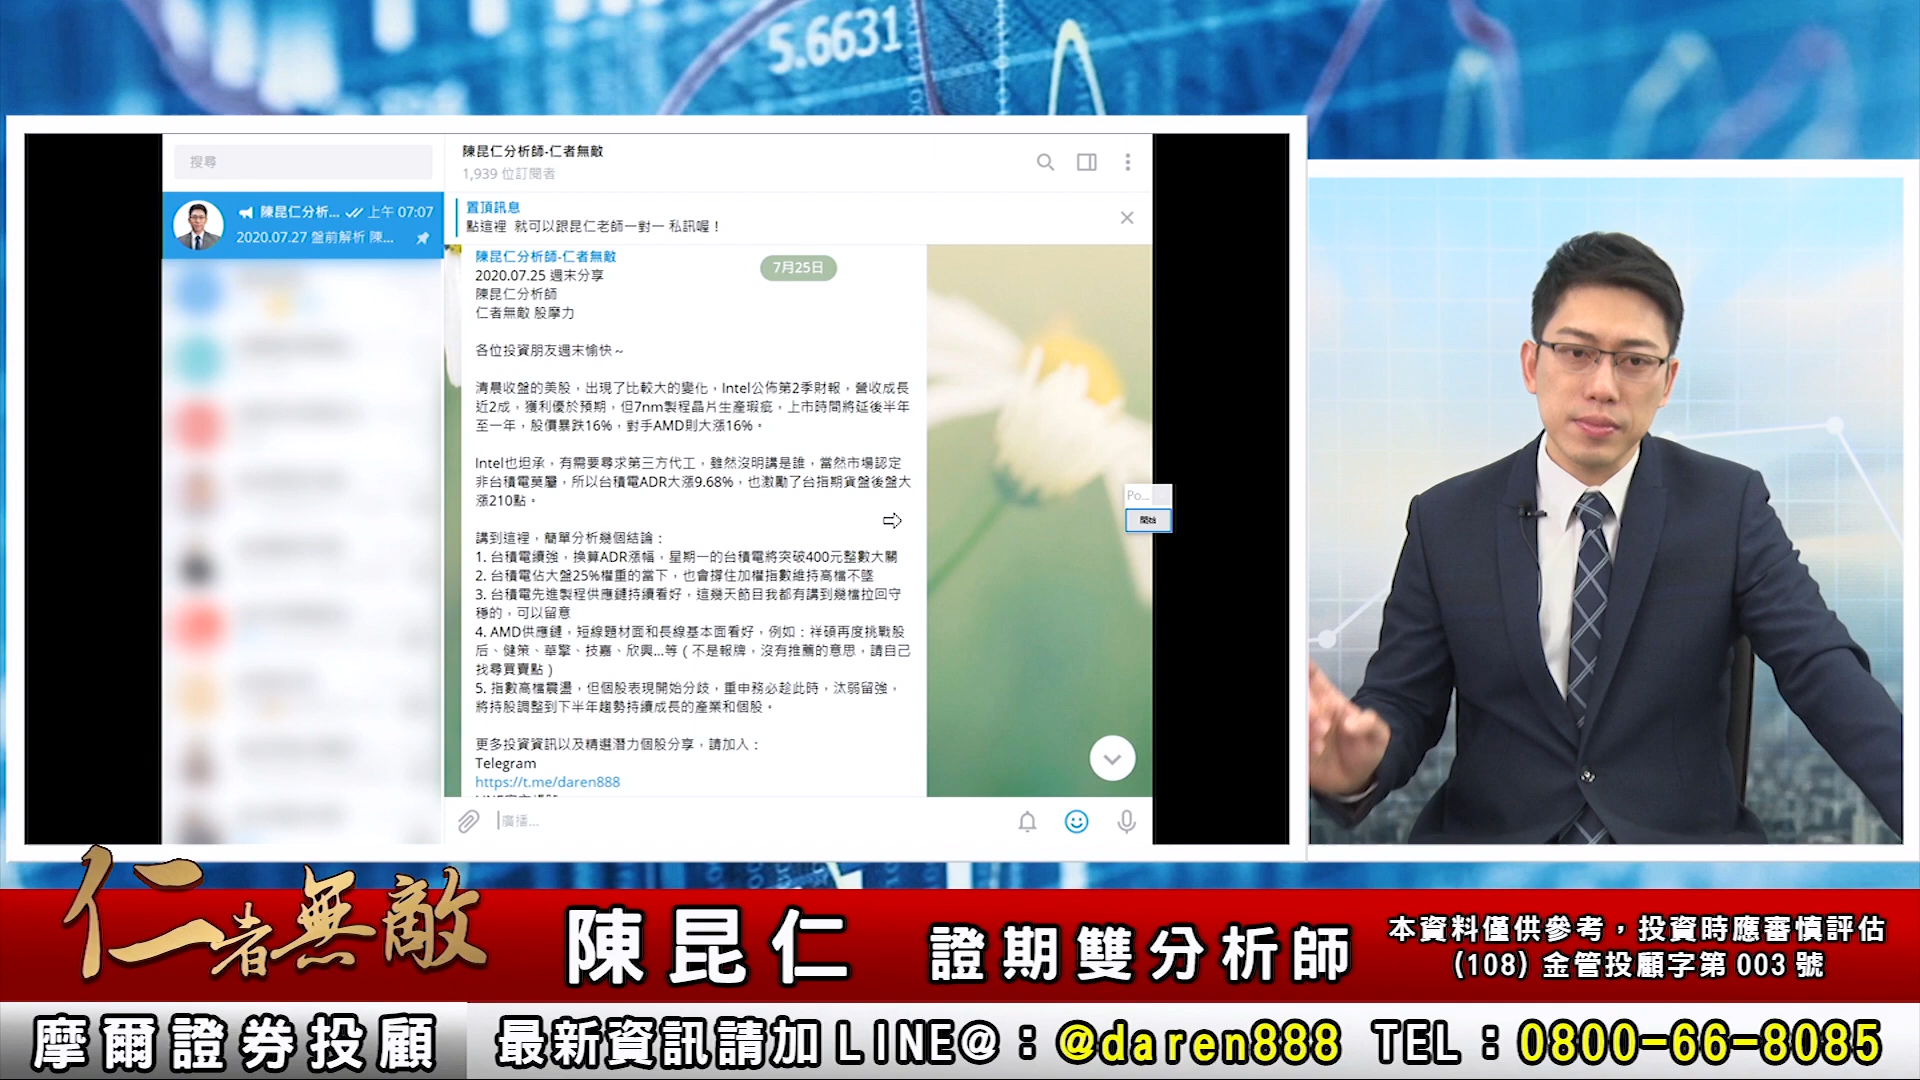 5.6631
搜尋
陳昆仁分析... 上午 07:07
2020.07.27 盤前解析 陳...
陳昆仁分析師-仁者無敵
1,939 位訂閱者
置頂訊息
點這裡 就可以跟昆仁老師一對一 私訊喔！
7月25日
陳昆仁分析師-仁者無敵
2020.07.25 週末分享
陳昆仁分析師
仁者無敵 股摩力
各位投資朋友週末愉快~
清晨收盤的美股，出現了比較大的變化，Intel公佈第2季財報，營收成長
近2成，獲利優於預期，但7nm製程晶片生產瑕疵，上市時間將延後半年
至一年，股價暴跌16%，對手AMD則大漲16%。
Intel也坦承，有需要尋求第三方代工，雖然沒明講是誰，當然市場認定
非台積電莫屬，所以台積電ADR大漲9.68%，也激勵了台指期貨盤後盤大
漲210點。
講到這裡，簡單分析幾個結論：
1. 台積電續強，換算ADR漲幅，星期一的台積電將突破400元整數大關
2. 台積電佔大盤25%權重的當下，也會撐住加權指數維持高檔不墜
3. 台積電先進製程供應鏈持續看好，這幾天節目我都有講到幾檔拉回守
穩的，可以留意
4. AMD供應鏈，短線題材面和長線基本面看好，例如：祥碩再度挑戰股
后、健策、華擎、技嘉、欣興...等（不是報牌，沒有推薦的意思，請自己
找尋買賣點）
5. 指數高檔震盪，但個股表現開始分歧，重申務必趁此時，汰弱留強，
將持股調整到下半年趨勢持續成長的產業和個股。
更多投資資訊以及精選潛力個股分享，請加入：
Telegram
https://t.me/daren888
廣播...
Po...
開始
仁者無敵
陳昆仁
證期雙分析師
本資料僅供參考，投資時應審慎評估
(108) 金管投顧字第 003 號
摩爾證券投顧
最新資訊請加LINE@：@daren888 TEL：0800-66-8085